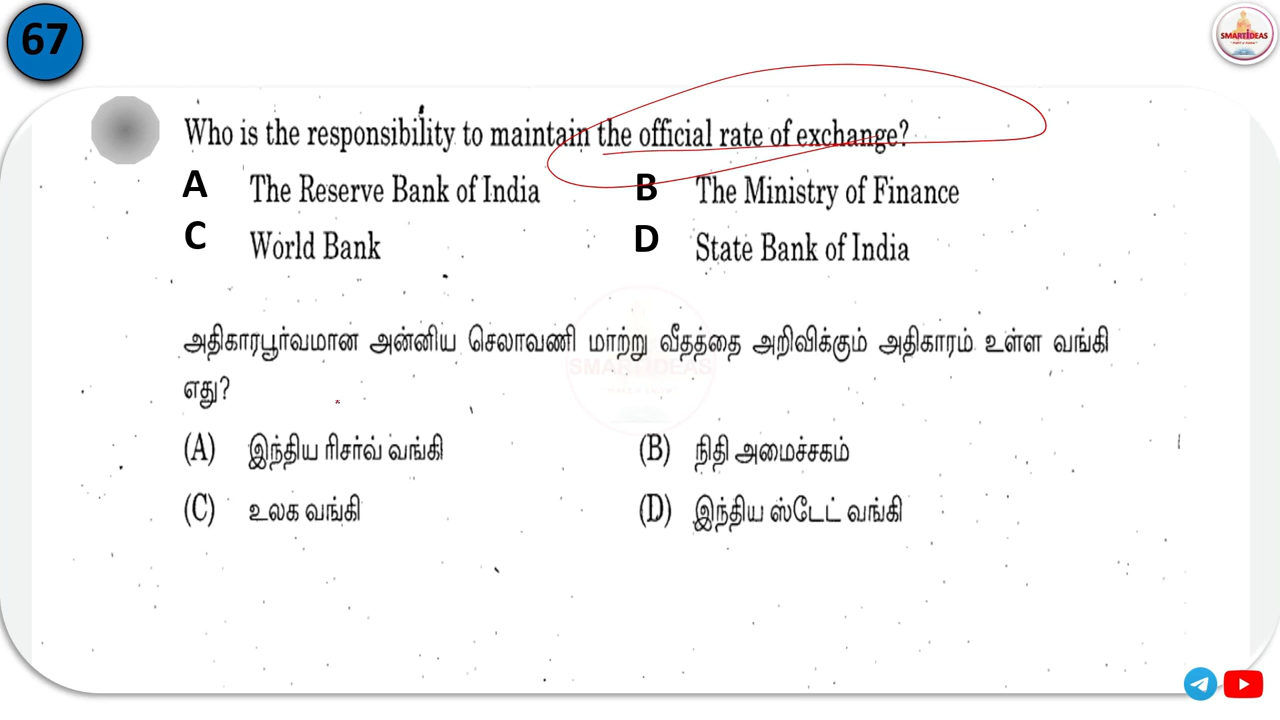 67
SMARTIDEAS
Who is the responsibility to maintain the official rate of exchange?
A The Reserve Bank of India B The Ministry of Finance
C World Bank D State Bank of India
அதிகாரபூர்வமான அன்னிய செலாவணி மாற்று வீதத்தை அறிவிக்கும் அதிகாரம் உள்ள வங்கி
எது?
SMARTIDEAS
(A) இந்திய ரிசர்வ் வங்கி (B) நிதி அமைச்சகம்
(C) உலக வங்கி (D) இந்திய ஸ்டேட் வங்கி